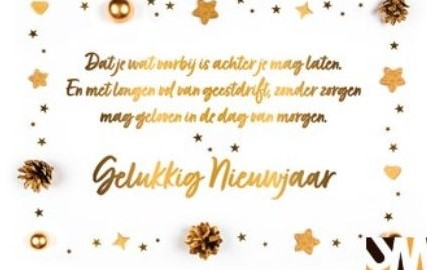 Dat je wat voorbij is achter je mag laten.
En met longen vol van geestdrift, zonder zorgen
mag geloven in de dag van morgen.
Gelukkig Nieuwjaar